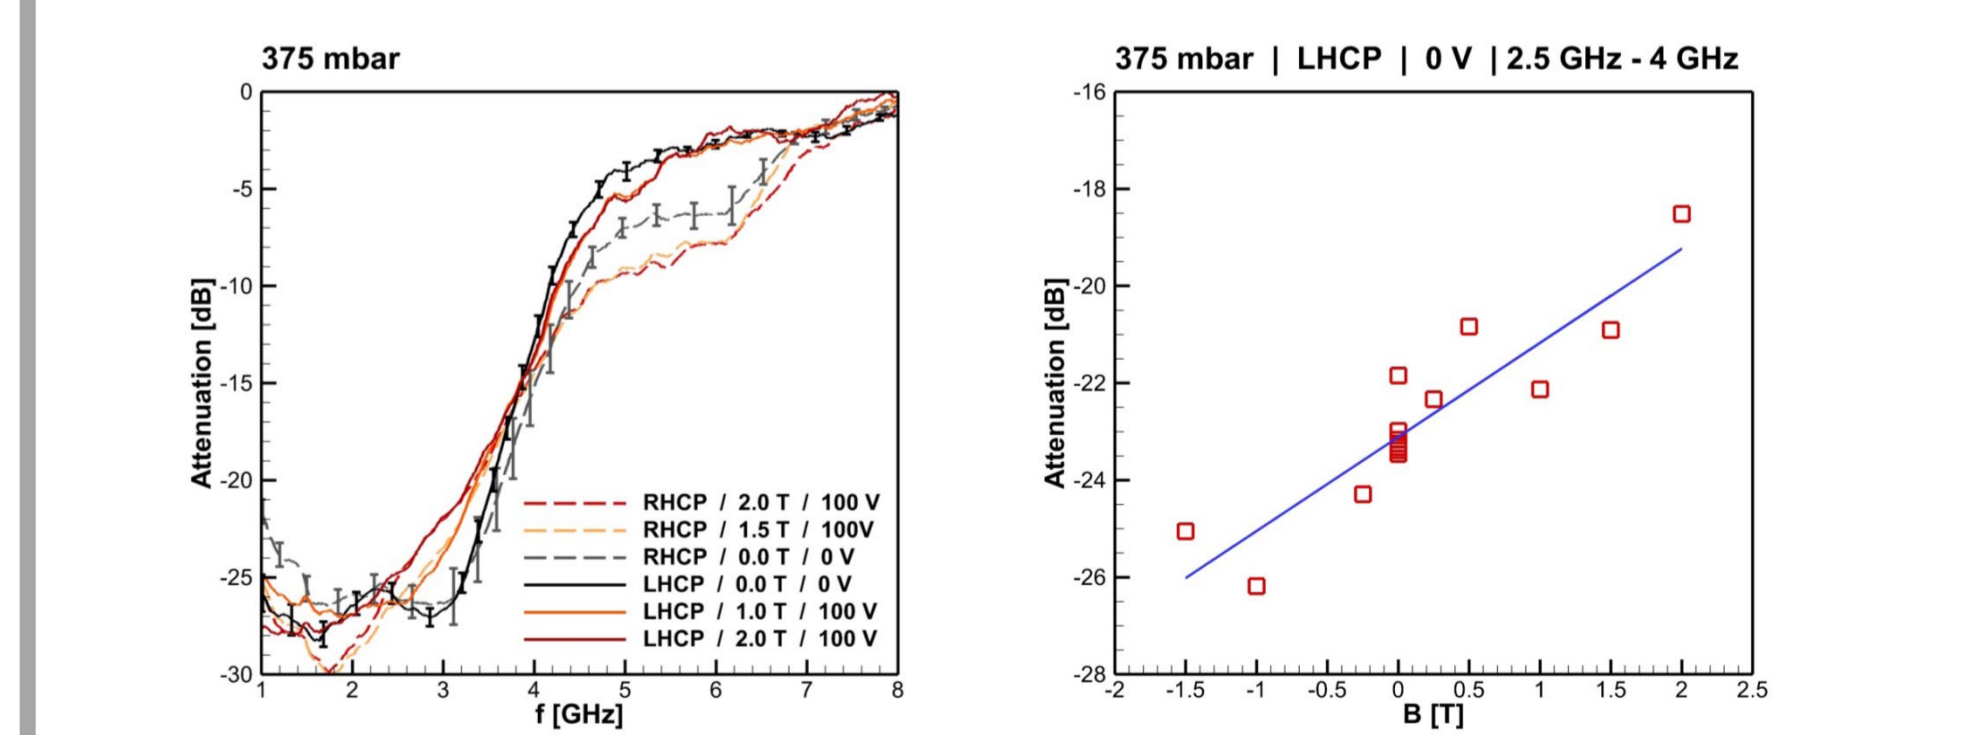 375 mbar
0
-5
-10
-15
-20
-25
-30
Attenuation [dB]
RHCP / 2.0 T / 100 V
RHCP / 1.5 T / 100V
RHCP / 0.0 T / 0 V
LHCP / 0.0 T / 0 V
LHCP / 1.0 T / 100 V
LHCP / 2.0 T / 100 V
1 2 3 4 5 6 7 8
f [GHz]
375 mbar | LHCP | 0 V | 2.5 GHz - 4 GHz
-16
-18
-20
-22
-24
-26
-28
Attenuation [dB]
-2 -1.5 -1 -0.5 0 0.5 1 1.5 2 2.5
B [T]